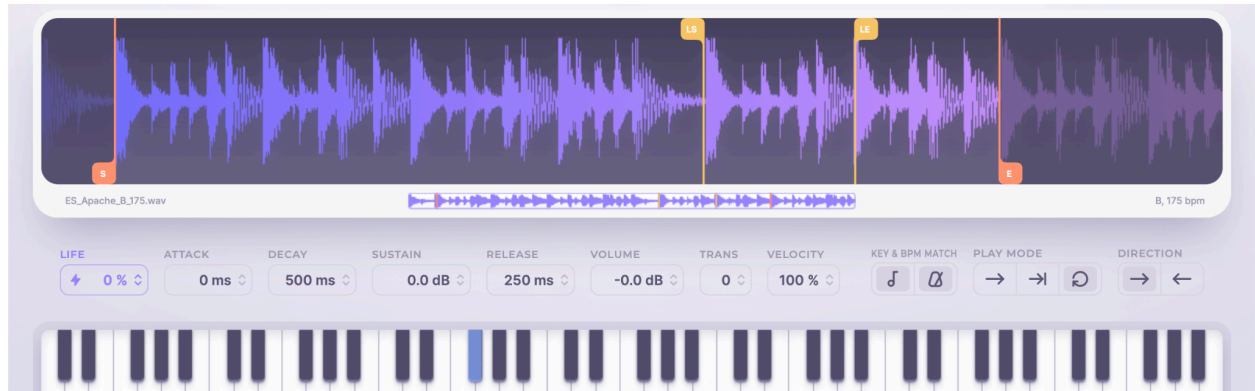 LS
LE
S
E
ES_Apache_B_175.wav
B, 175 bpm
LIFE ATTACK DECAY SUSTAIN RELEASE VOLUME TRANS VELOCITY KEY & BPM MATCH PLAY MODE DIRECTION
0 % 0 ms 500 ms 0.0 dB 250 ms -0.0 dB 0 100 %